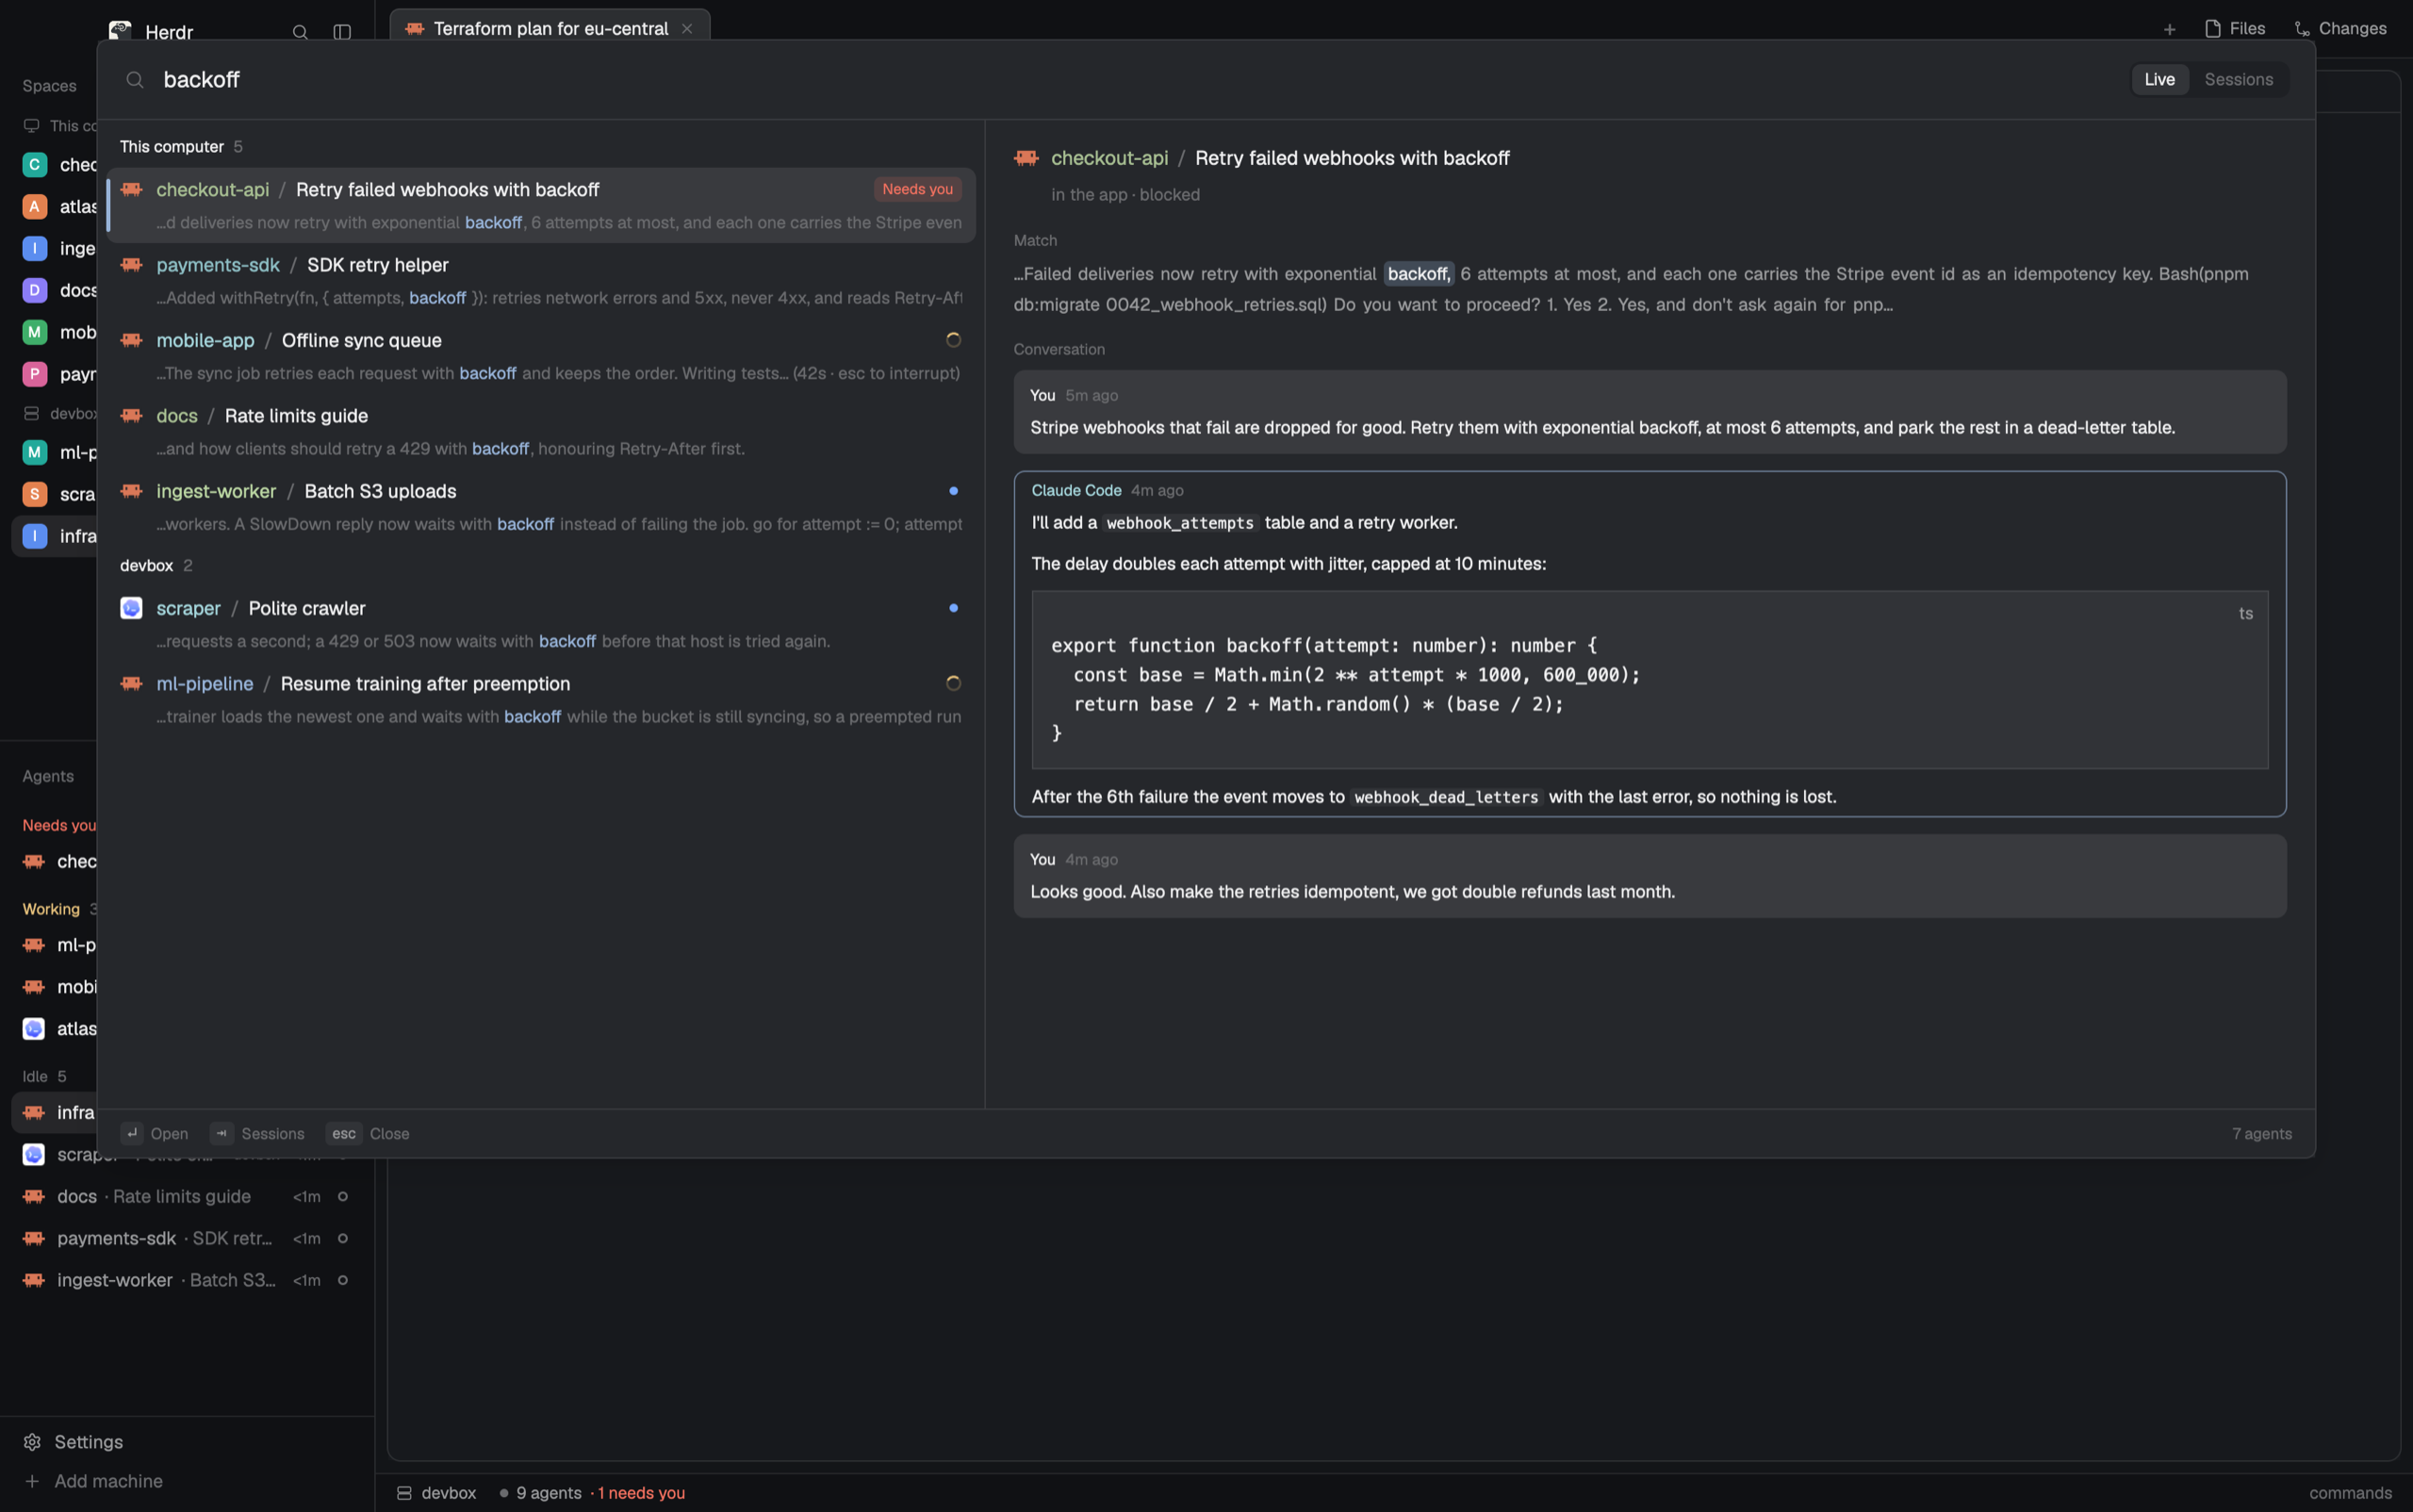 Herdr
Terraform plan for eu-central
Files
Changes
backoff
Live
Sessions
Spaces
This co
C chec
A atlas
I inge
D docs
M mob
P payr
devbox
M ml-p
S scra
I infra
This computer 5
checkout-api / Retry failed webhooks with backoff
Needs you
…d deliveries now retry with exponential backoff, 6 attempts at most, and each one carries the Stripe even
payments-sdk / SDK retry helper
…Added withRetry(fn, { attempts, backoff }): retries network errors and 5xx, never 4xx, and reads Retry-Aft
mobile-app / Offline sync queue
…The sync job retries each request with backoff and keeps the order. Writing tests… (42s · esc to interrupt)
docs / Rate limits guide
…and how clients should retry a 429 with backoff, honouring Retry-After first.
ingest-worker / Batch S3 uploads
…workers. A SlowDown reply now waits with backoff instead of failing the job. go for attempt := 0; attempt
devbox 2
scraper / Polite crawler
…requests a second; a 429 or 503 now waits with backoff before that host is tried again.
ml-pipeline / Resume training after preemption
…trainer loads the newest one and waits with backoff while the bucket is still syncing, so a preempted run
checkout-api / Retry failed webhooks with backoff
in the app · blocked
Match
…Failed deliveries now retry with exponential backoff, 6 attempts at most, and each one carries the Stripe event id as an idempotency key. Bash(pnpm
db:migrate 0042_webhook_retries.sql) Do you want to proceed? 1. Yes 2. Yes, and don't ask again for pnp…
Conversation
You 5m ago
Stripe webhooks that fail are dropped for good. Retry them with exponential backoff, at most 6 attempts, and park the rest in a dead-letter table.
Claude Code 4m ago
I'll add a webhook_attempts table and a retry worker.
The delay doubles each attempt with jitter, capped at 10 minutes:
ts
export function backoff(attempt: number): number {
  const base = Math.min(2 ** attempt * 1000, 600_000);
  return base / 2 + Math.random() * (base / 2);
}
After the 6th failure the event moves to webhook_dead_letters with the last error, so nothing is lost.
You 4m ago
Looks good. Also make the retries idempotent, we got double refunds last month.
Open
Sessions
esc Close
7 agents
Agents
Needs you
chec
Working 3
ml-p
mobi
atlas
Idle 5
infra
scrap
docs · Rate limits guide <1m
payments-sdk · SDK retr… <1m
ingest-worker · Batch S3… <1m
Settings
Add machine
devbox
9 agents · 1 needs you
commands